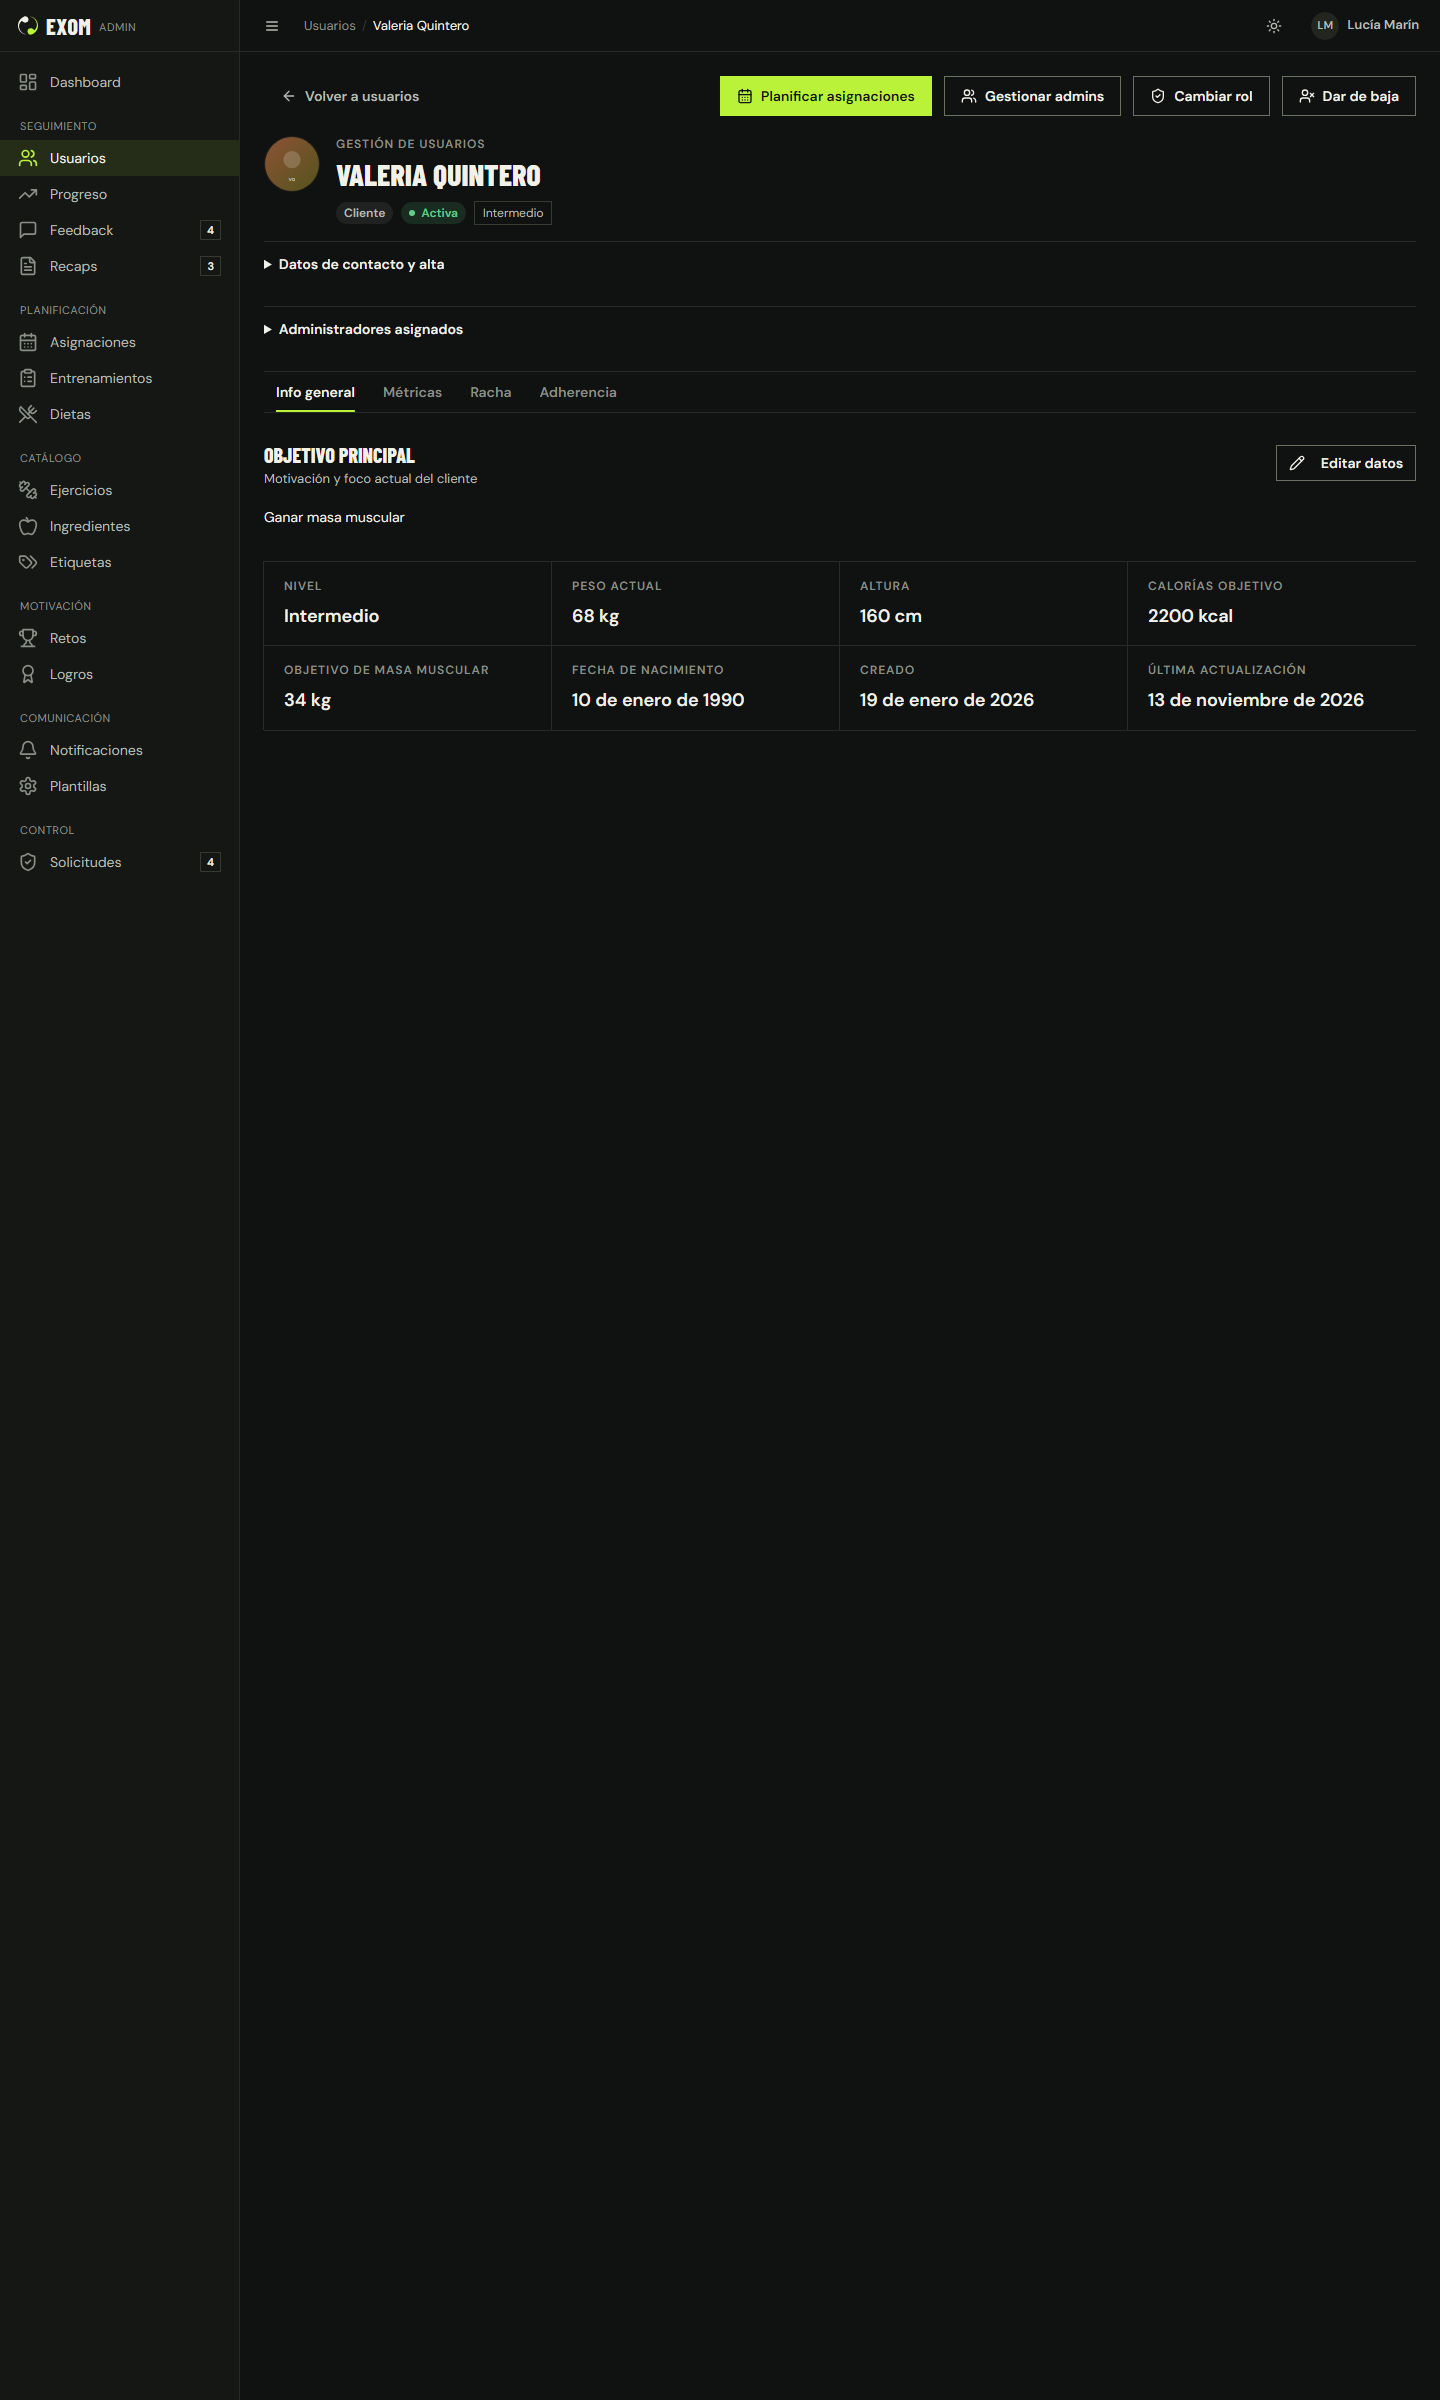 EXOM ADMIN
Usuarios / Valeria Quintero
LM Lucía Marín
Dashboard
SEGUIMIENTO
Usuarios
Progreso
Feedback 4
Recaps 3
PLANIFICACIÓN
Asignaciones
Entrenamientos
Dietas
CATÁLOGO
Ejercicios
Ingredientes
Etiquetas
MOTIVACIÓN
Retos
Logros
COMUNICACIÓN
Notificaciones
Plantillas
CONTROL
Solicitudes 4
Volver a usuarios
Planificar asignaciones
Gestionar admins
Cambiar rol
Dar de baja
GESTIÓN DE USUARIOS
VALERIA QUINTERO
Cliente Activa Intermedio
Datos de contacto y alta
Administradores asignados
Info general Métricas Racha Adherencia
OBJETIVO PRINCIPAL
Motivación y foco actual del cliente
Editar datos
Ganar masa muscular
NIVEL
Intermedio
PESO ACTUAL
68 kg
ALTURA
160 cm
CALORÍAS OBJETIVO
2200 kcal
OBJETIVO DE MASA MUSCULAR
34 kg
FECHA DE NACIMIENTO
10 de enero de 1990
CREADO
19 de enero de 2026
ÚLTIMA ACTUALIZACIÓN
13 de noviembre de 2026